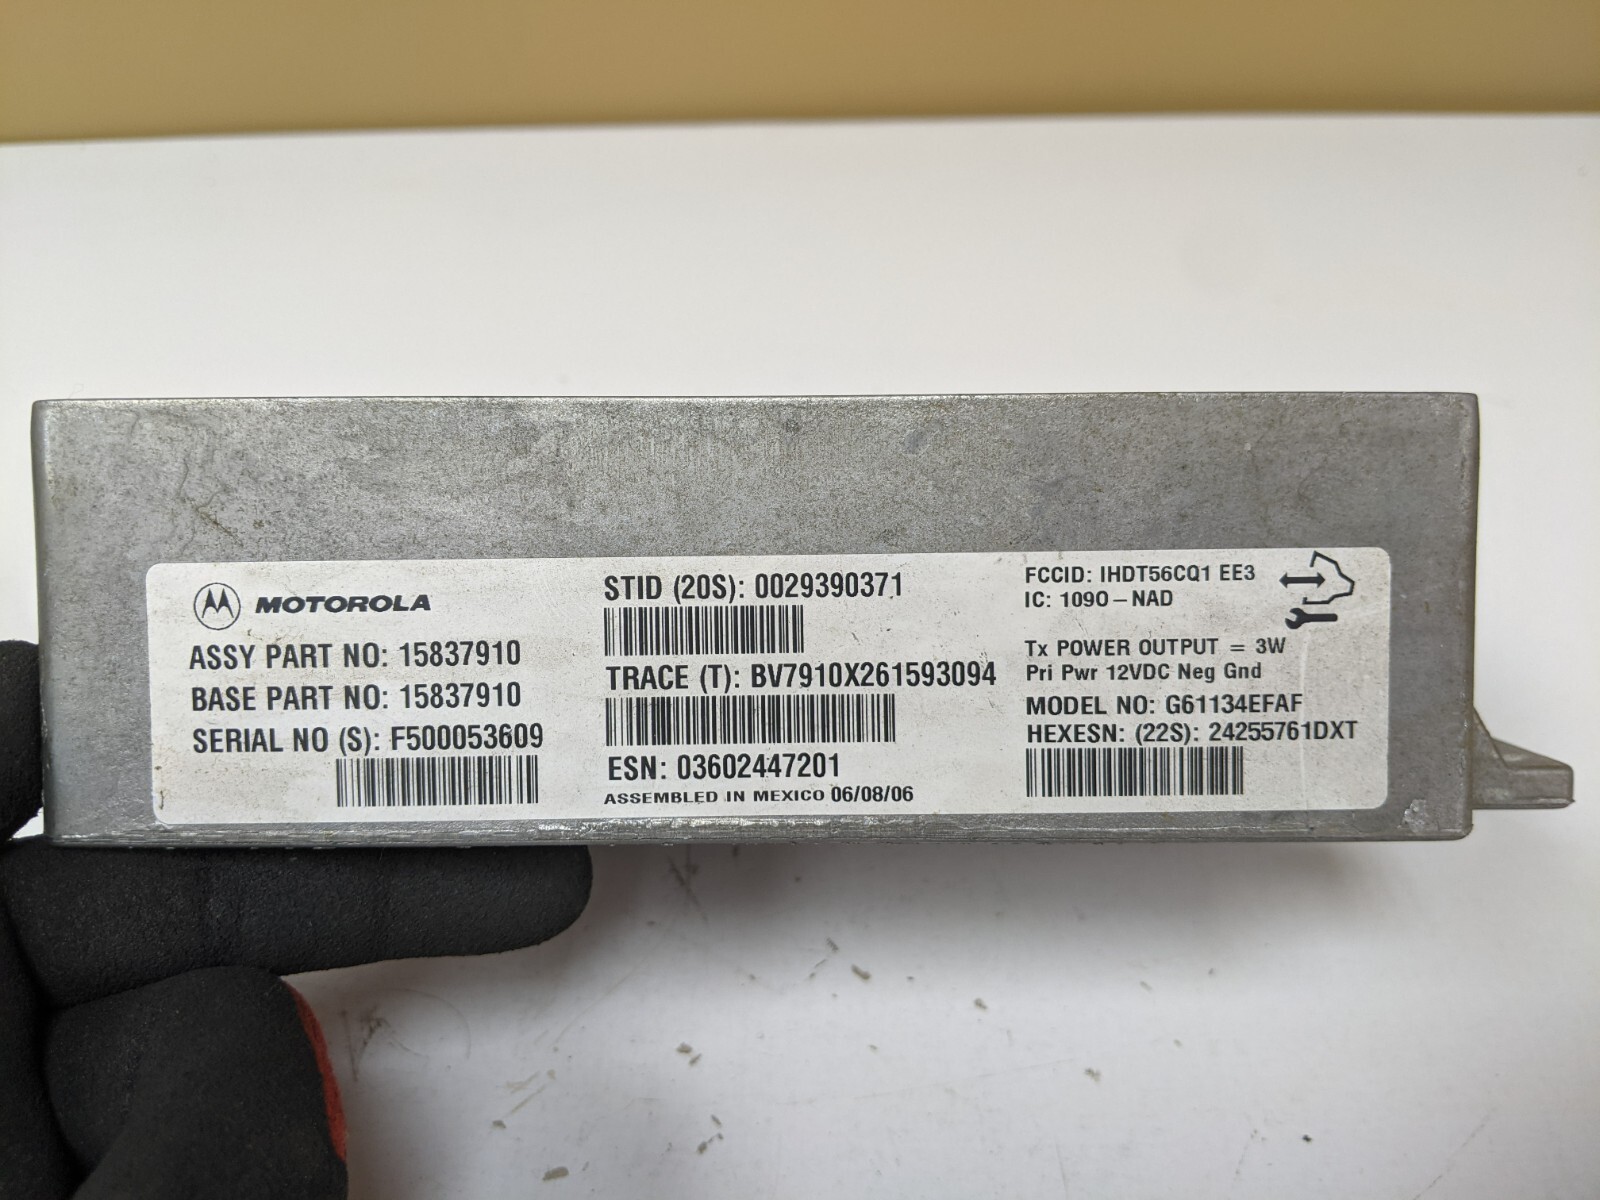 MOTOROLA
ASSY PART NO: 15837910
BASE PART NO: 15837910
SERIAL NO (S): F500053609
STID (20S): 0029390371
TRACE (T): BV7910X261593094
ESN: 03602447201
ASSEMBLED IN MEXICO 06/08/06
FCCID: IHDT56CQ1 EE3
IC: 109O-NAD
Tx POWER OUTPUT = 3W
Pri Pwr 12VDC Neg Gnd
MODEL NO: G61134EFAF
HEXESN: (22S): 24255761DXT